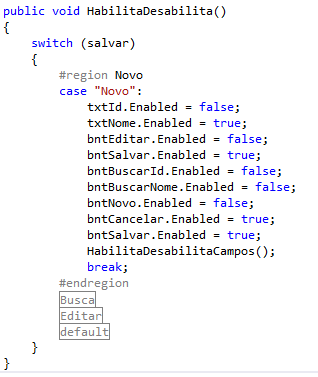 public void HabilitaDesabilita()
{
    switch (salvar)
    {
        #region Novo
        case "Novo":
            txtId.Enabled = false;
            txtNome.Enabled = true;
            bntEditar.Enabled = false;
            bntSalvar.Enabled = true;
            bntBuscarId.Enabled = false;
            bntBuscarNome.Enabled = false;
            bntNovo.Enabled = false;
            bntCancelar.Enabled = true;
            bntSalvar.Enabled = true;
            HabilitaDesabilitaCampos();
            break;
        #endregion
        Busca
        Editar
        default
    }
}